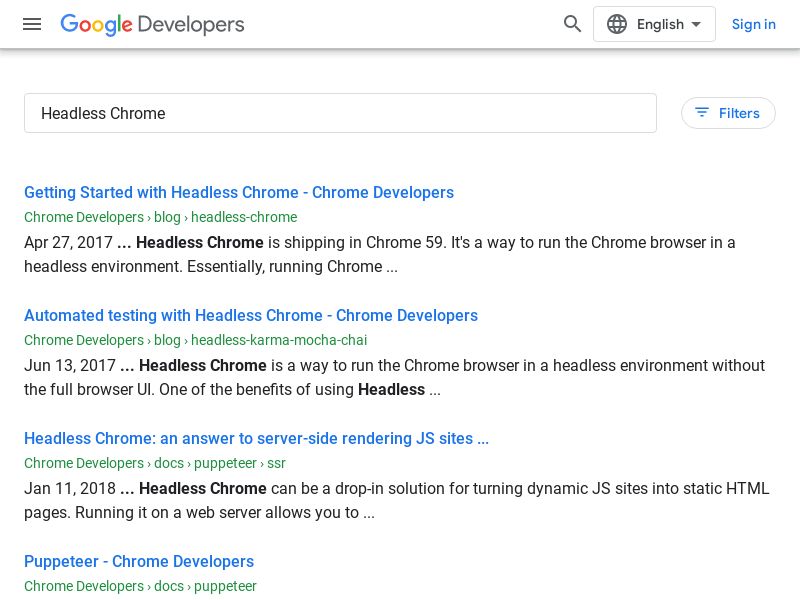 Google Developers English Sign in
Headless Chrome Filters
Getting Started with Headless Chrome - Chrome Developers
Chrome Developers › blog › headless-chrome
Apr 27, 2017 ... Headless Chrome is shipping in Chrome 59. It's a way to run the Chrome browser in a
headless environment. Essentially, running Chrome ...
Automated testing with Headless Chrome - Chrome Developers
Chrome Developers › blog › headless-karma-mocha-chai
Jun 13, 2017 ... Headless Chrome is a way to run the Chrome browser in a headless environment without
the full browser UI. One of the benefits of using Headless ...
Headless Chrome: an answer to server-side rendering JS sites ...
Chrome Developers › docs › puppeteer › ssr
Jan 11, 2018 ... Headless Chrome can be a drop-in solution for turning dynamic JS sites into static HTML
pages. Running it on a web server allows you to ...
Puppeteer - Chrome Developers
Chrome Developers › docs › puppeteer